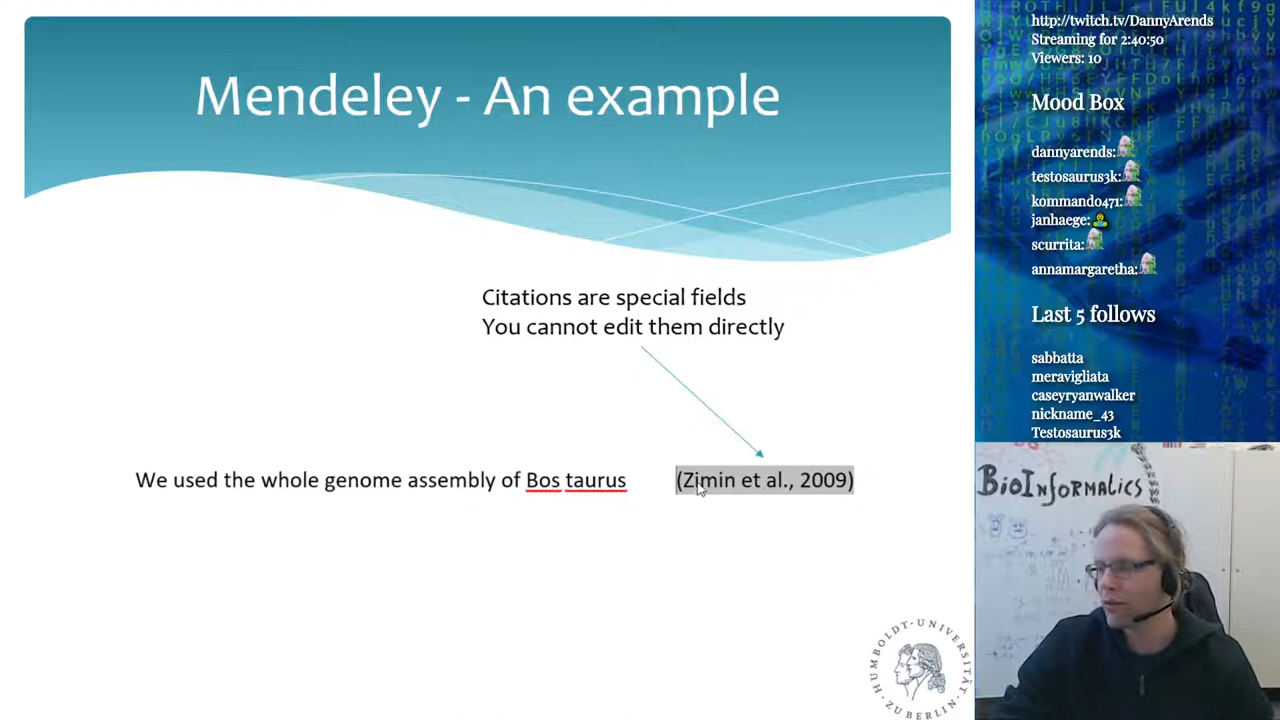 Mendeley - An example
Citations are special fields
You cannot edit them directly
We used the whole genome assembly of Bos taurus (Zimin et al., 2009)
HUMBOLDT-UNIVERSITÄT ZU BERLIN
http://twitch.tv/DannyArends
Streaming for 2:40:50
Viewers: 10
Mood Box
dannyarends:
testosaurus3k:
kommando471:
janhaege:
scurrita:
annamargaretha:
Last 5 follows
sabbatta
meravigliata
caseyryanwalker
nickname_43
Testosaurus3k
BioInformatics